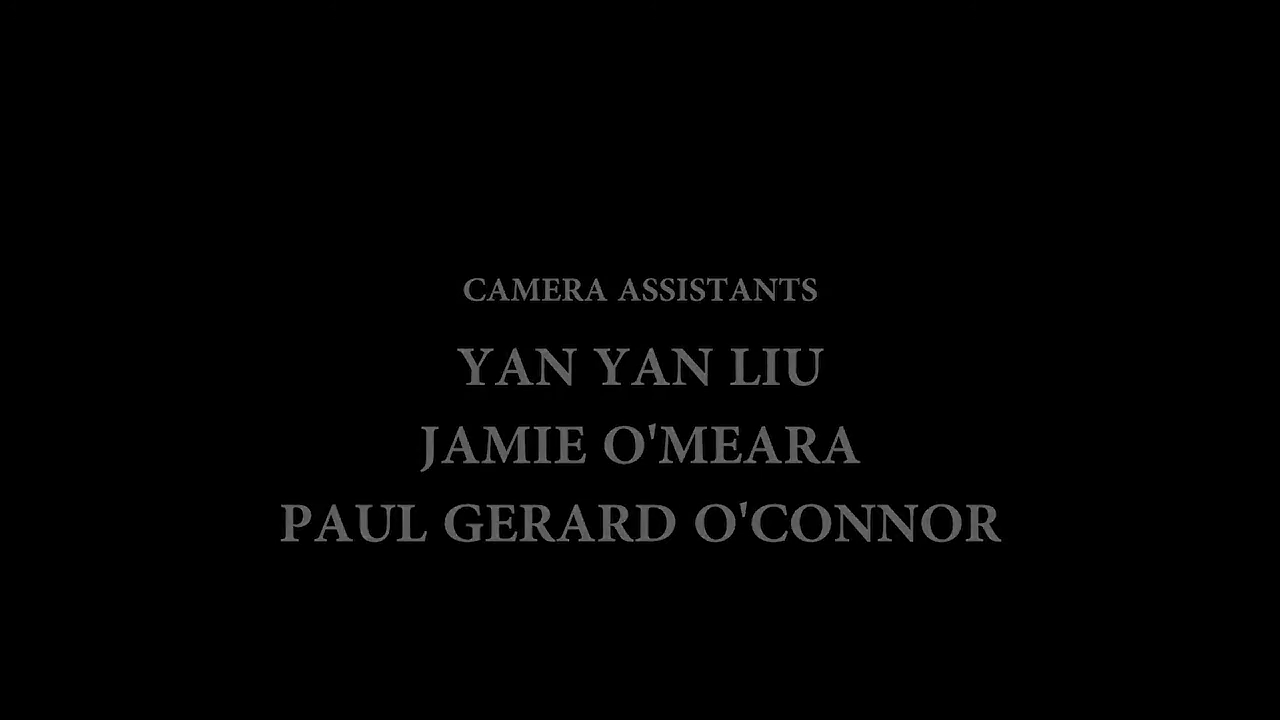 CAMERA ASSISTANTS
YAN YAN LIU
JAMIE O'MEARA
PAUL GERARD O'CONNOR